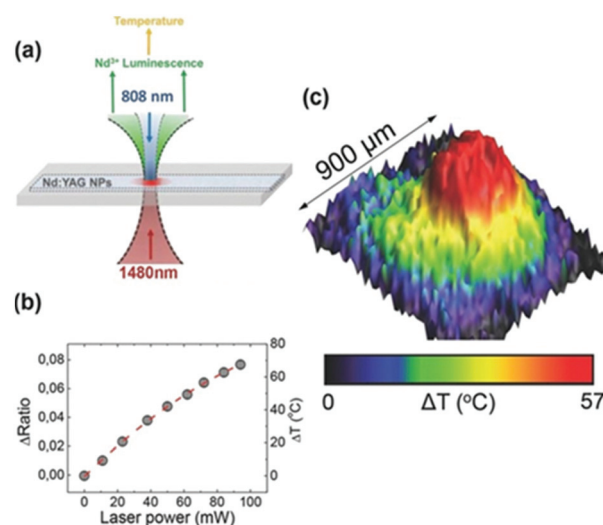 (a)
Temperature
Nd³⁺ Luminescence
808 nm
Nd:YAG NPs
1480nm
(b)
0,08
0,06
0,04
0,02
0,00
ΔRatio
80
60
40
20
0
ΔT (°C)
0 20 40 60 80 100
Laser power (mW)
(c)
900 μm
0 ΔT (°C) 57